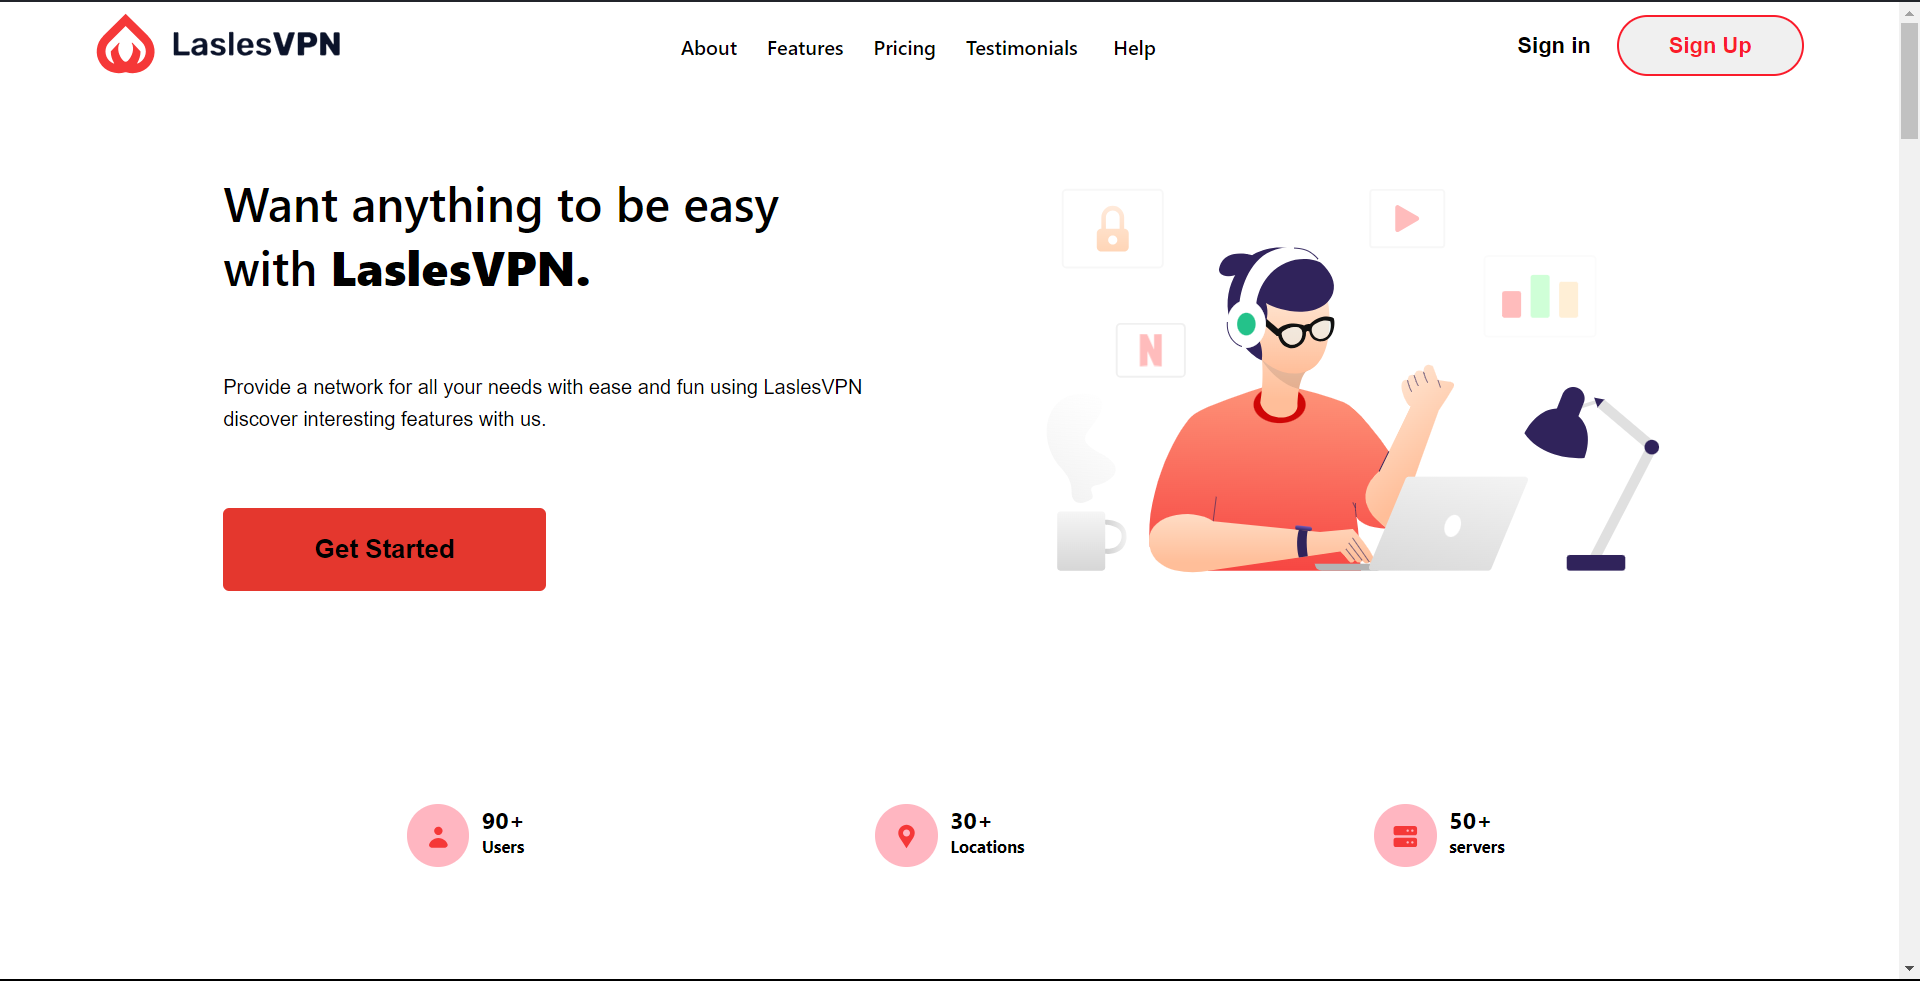 LaslesVPN
About Features Pricing Testimonials Help
Sign in
Sign Up
Want anything to be easy
with LaslesVPN.
Provide a network for all your needs with ease and fun using LaslesVPN
discover interesting features with us.
Get Started
N
90+
Users
30+
Locations
50+
servers